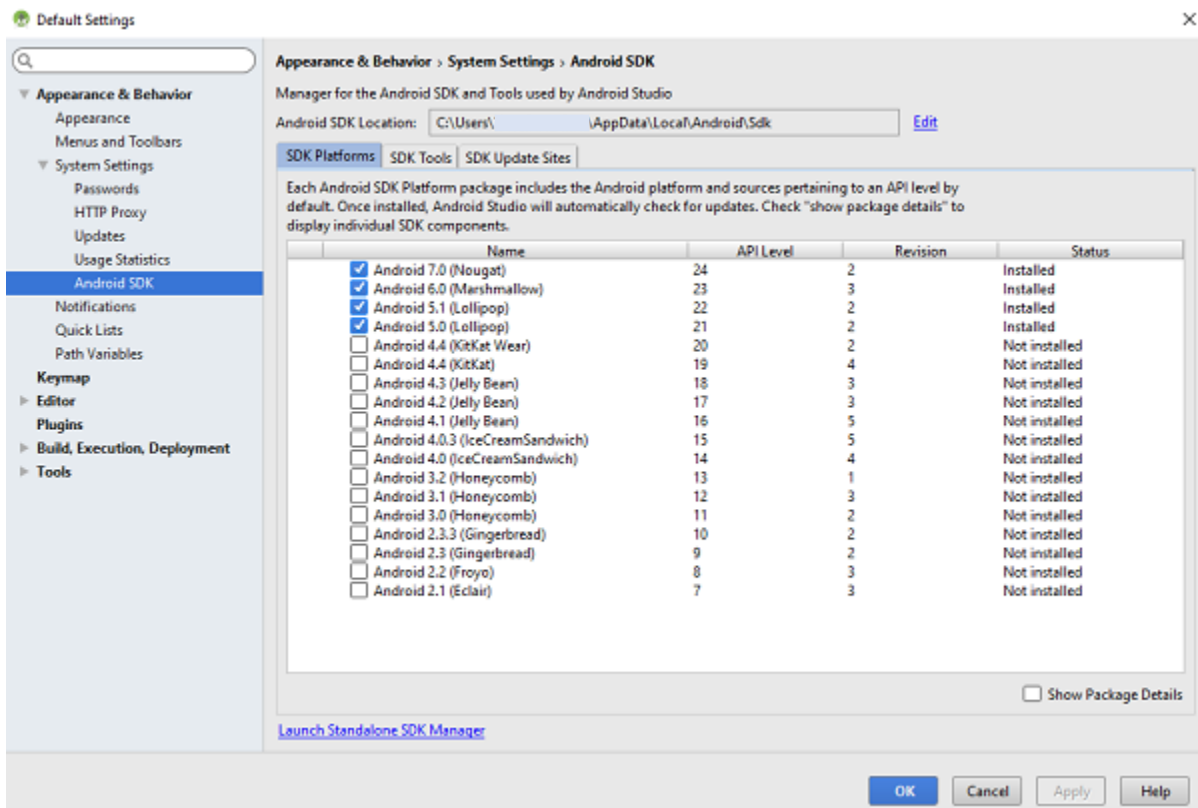 Default Settings
Appearance & Behavior
Appearance
Menus and Toolbars
System Settings
Passwords
HTTP Proxy
Updates
Usage Statistics
Android SDK
Notifications
Quick Lists
Path Variables
Keymap
Editor
Plugins
Build, Execution, Deployment
Tools
Appearance & Behavior › System Settings › Android SDK
Manager for the Android SDK and Tools used by Android Studio
Android SDK Location: C:\Users\ \AppData\Local\Android\Sdk Edit
SDK Platforms SDK Tools SDK Update Sites
Each Android SDK Platform package includes the Android platform and sources pertaining to an API level by
default. Once installed, Android Studio will automatically check for updates. Check "show package details" to
display individual SDK components.
Name API Level Revision Status
Android 7.0 (Nougat) 24 2 Installed
Android 6.0 (Marshmallow) 23 3 Installed
Android 5.1 (Lollipop) 22 2 Installed
Android 5.0 (Lollipop) 21 2 Installed
Android 4.4 (KitKat Wear) 20 2 Not installed
Android 4.4 (KitKat) 19 4 Not installed
Android 4.3 (Jelly Bean) 18 3 Not installed
Android 4.2 (Jelly Bean) 17 3 Not installed
Android 4.1 (Jelly Bean) 16 5 Not installed
Android 4.0.3 (IceCreamSandwich) 15 5 Not installed
Android 4.0 (IceCreamSandwich) 14 4 Not installed
Android 3.2 (Honeycomb) 13 1 Not installed
Android 3.1 (Honeycomb) 12 3 Not installed
Android 3.0 (Honeycomb) 11 2 Not installed
Android 2.3.3 (Gingerbread) 10 2 Not installed
Android 2.3 (Gingerbread) 9 2 Not installed
Android 2.2 (Froyo) 8 3 Not installed
Android 2.1 (Eclair) 7 3 Not installed
Show Package Details
Launch Standalone SDK Manager
OK Cancel Apply Help